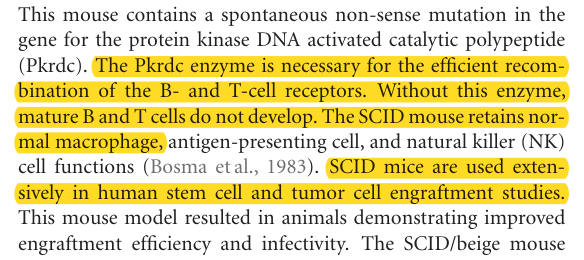 This mouse contains a spontaneous non-sense mutation in the
gene for the protein kinase DNA activated catalytic polypeptide
(Pkrdc). The Pkrdc enzyme is necessary for the efficient recom-
bination of the B- and T-cell receptors. Without this enzyme,
mature B and T cells do not develop. The SCID mouse retains nor-
mal macrophage, antigen-presenting cell, and natural killer (NK)
cell functions (Bosma et al., 1983). SCID mice are used exten-
sively in human stem cell and tumor cell engraftment studies.
This mouse model resulted in animals demonstrating improved
engraftment efficiency and infectivity. The SCID/beige mouse